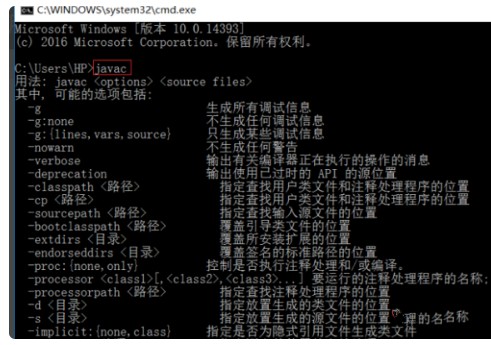 C:\WINDOWS\system32\cmd.exe
Microsoft Windows [版本 10.0.14393]
(c) 2016 Microsoft Corporation。保留所有权利。
C:\Users\HP>javac
用法: javac <options> <source files>
其中, 可能的选项包括:
-g 生成所有调试信息
-g:none 不生成任何调试信息
-g:{lines,vars,source} 只生成某些调试信息
-nowarn 不生成任何警告
-verbose 输出有关编译器正在执行的操作的消息
-deprecation 输出使用已过时的 API 的源位置
-classpath <路径> 指定查找用户类文件和注释处理程序的位置
-cp <路径> 指定查找用户类文件和注释处理程序的位置
-sourcepath <路径> 指定查找输入源文件的位置
-bootclasspath <路径> 覆盖引导类文件的位置
-extdirs <目录> 覆盖所安装扩展的位置
-endorseddirs <目录> 覆盖签名的标准路径的位置
-proc:{none,only} 控制是否执行注释处理和/或编译。
-processor <class1>[,<class2>,<class3>...] 要运行的注释处理程序的名称;
-processorpath <路径> 指定查找注释处理程序的位置
-d <目录> 指定放置生成的类文件的位置
-s <目录> 指定放置生成的源文件的位置 理的名名称
-implicit:{none,class} 指定是否为隐式引用文件生成类文件